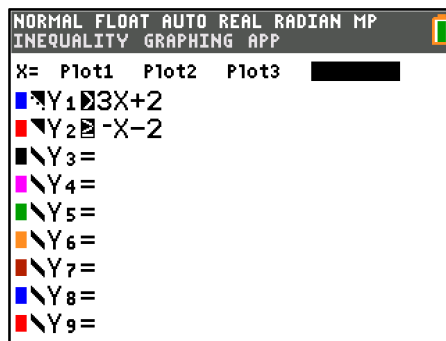 NORMAL FLOAT AUTO REAL RADIAN MP
INEQUALITY GRAPHING APP
X= Plot1 Plot2 Plot3
Y1>3X+2
Y2≥ -X-2
Y3=
Y4=
Y5=
Y6=
Y7=
Y8=
Y9=